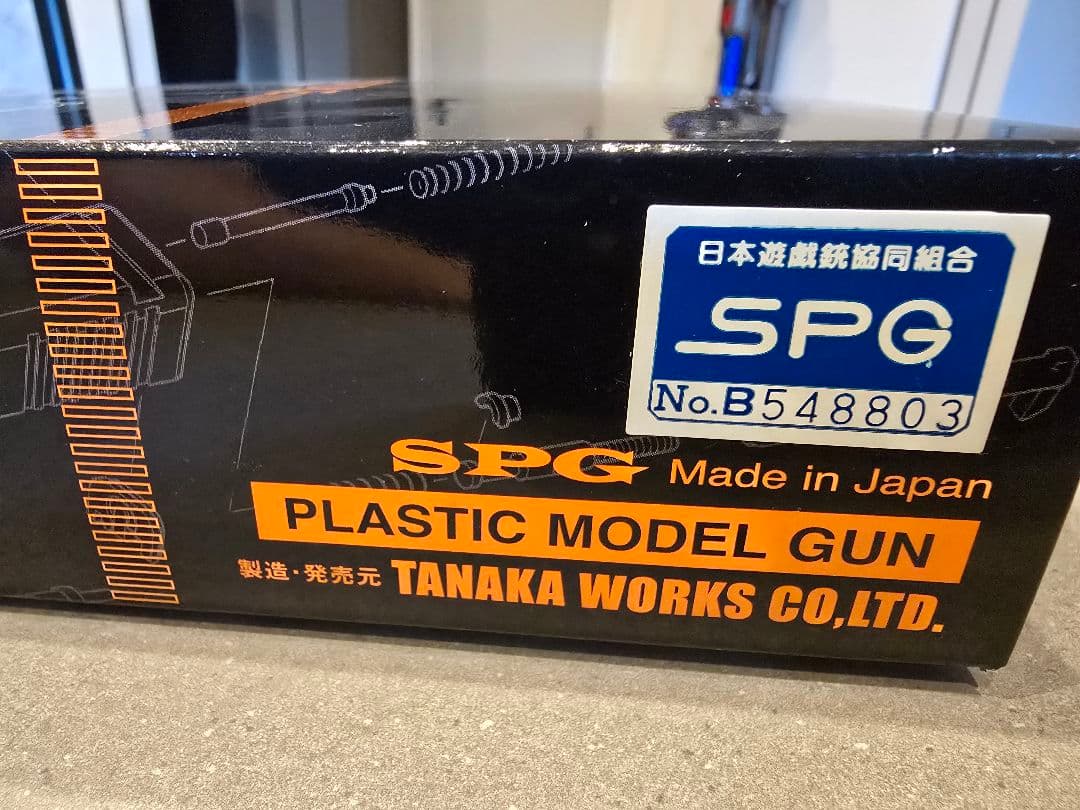 日本遊戯銃協同組合
SPG
No.B548803
SPG Made in Japan
PLASTIC MODEL GUN
製造・発売元 TANAKA WORKS CO,LTD.